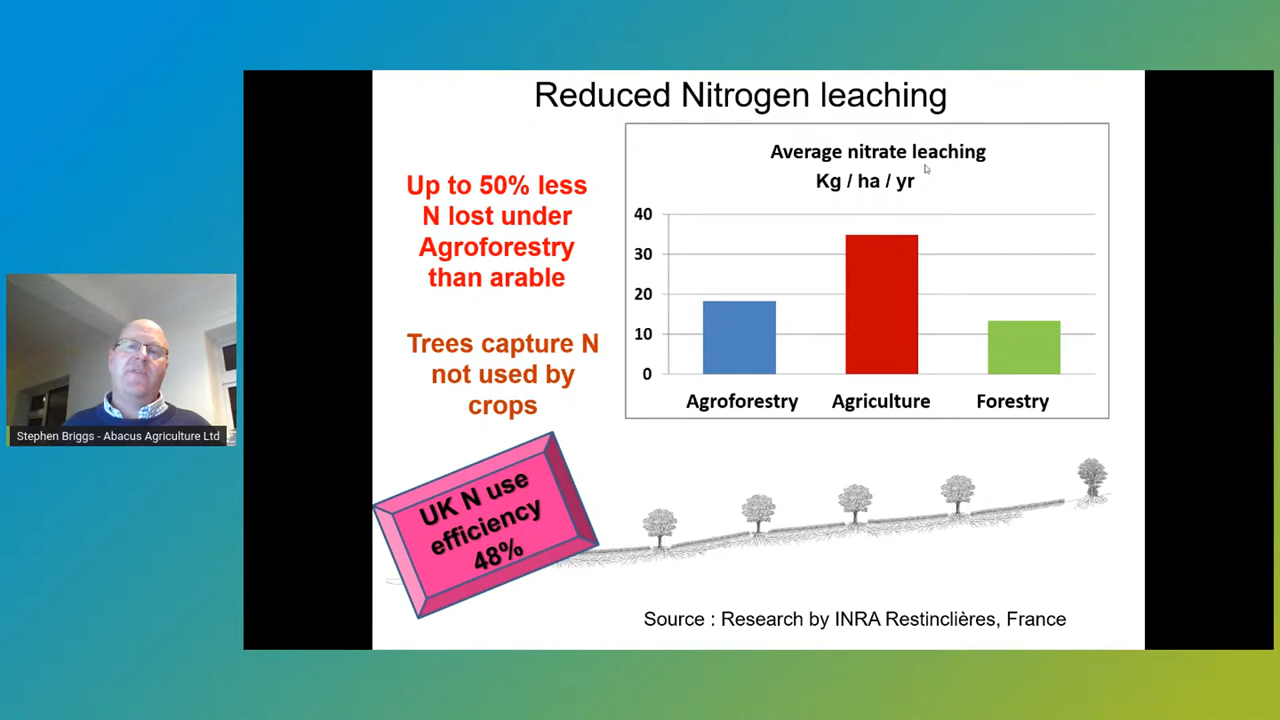 Reduced Nitrogen leaching
Up to 50% less
N lost under
Agroforestry
than arable
Trees capture N
not used by
crops
Average nitrate leaching
Kg / ha / yr
40
30
20
10
0
Agroforestry
Agriculture
Forestry
Stephen Briggs - Abacus Agriculture Ltd
UK N use
efficiency
48%
Source : Research by INRA Restinclières, France